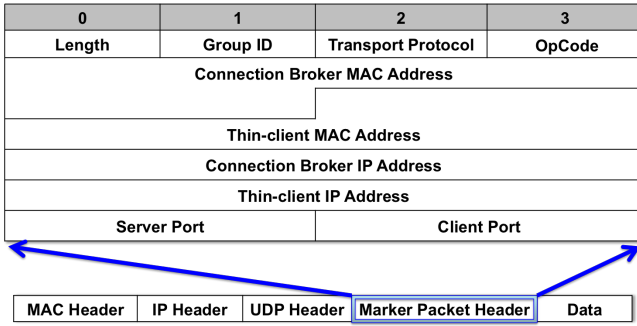 0 1 2 3
Length Group ID Transport Protocol OpCode
Connection Broker MAC Address
Thin-client MAC Address
Connection Broker IP Address
Thin-client IP Address
Server Port Client Port
MAC Header IP Header UDP Header Marker Packet Header Data